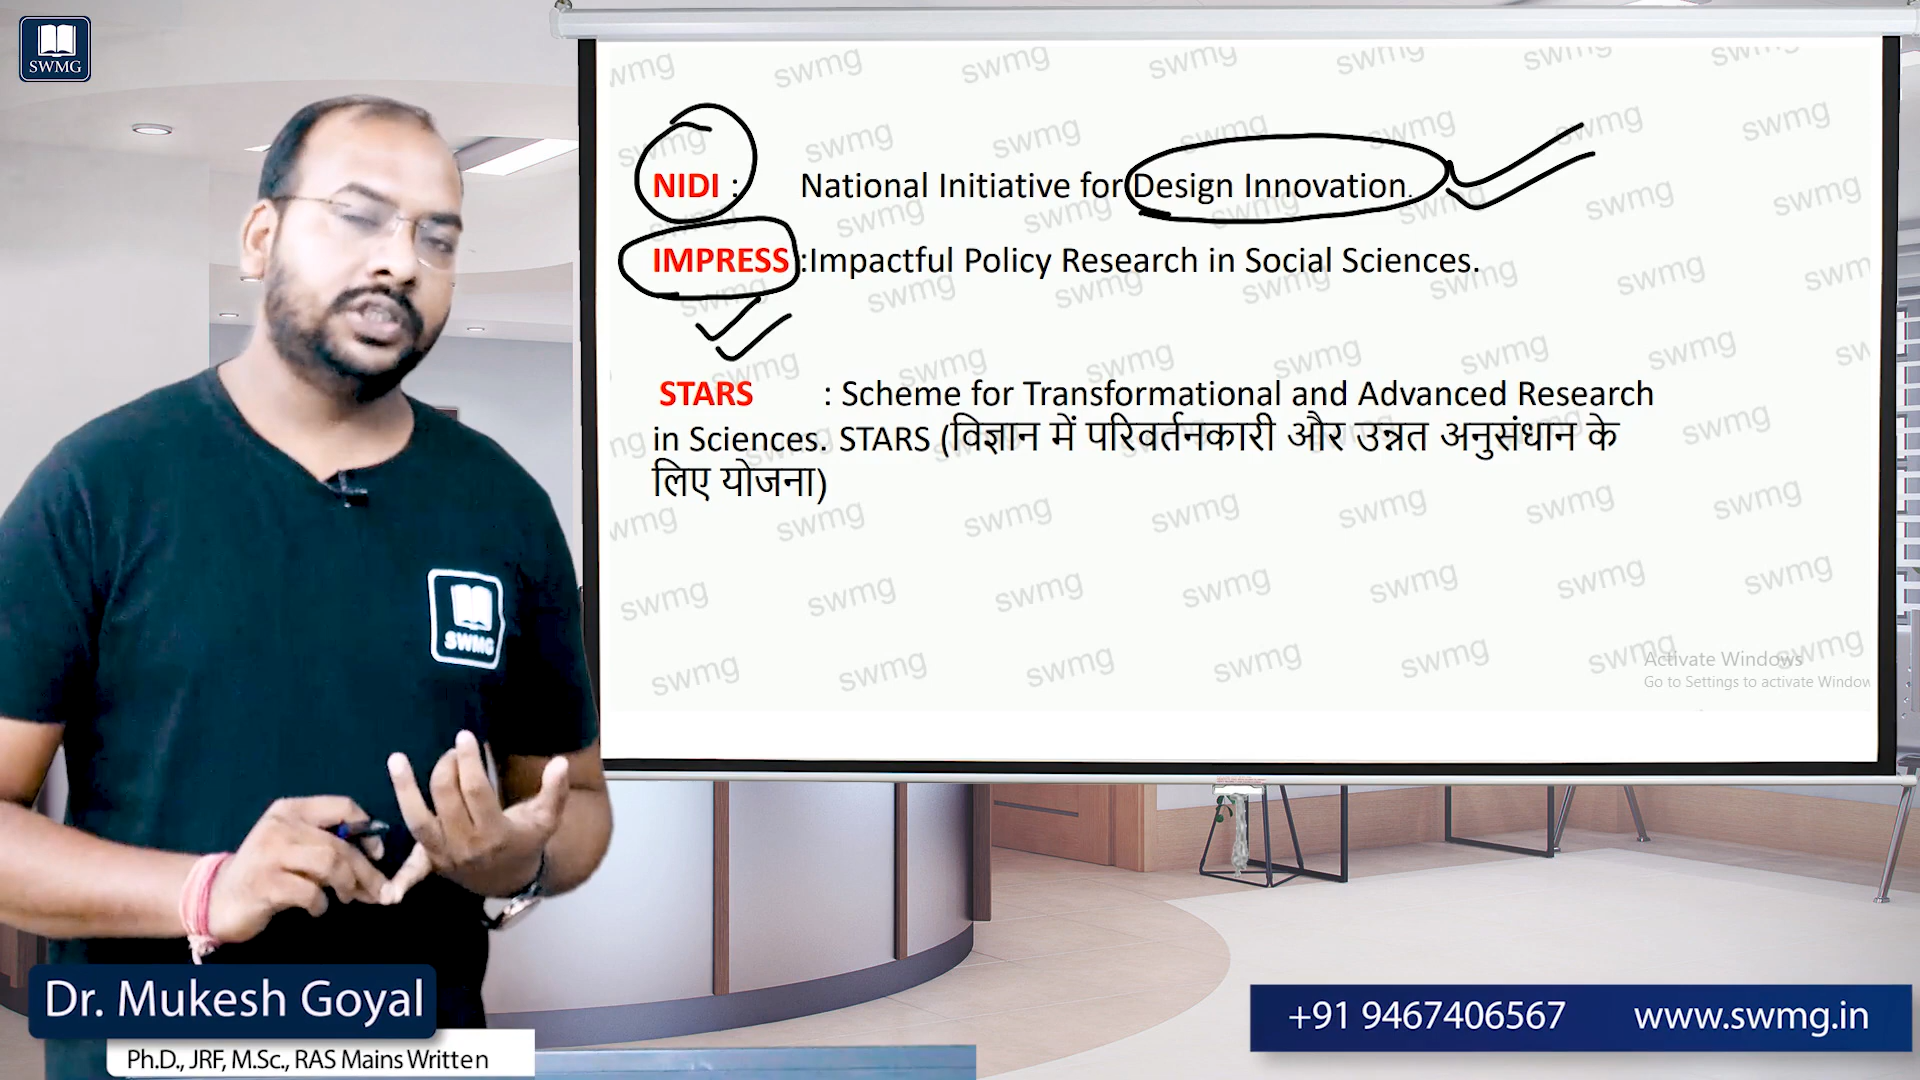 SWMG
NIDI : National Initiative for Design Innovation.
IMPRESS :Impactful Policy Research in Social Sciences.
STARS : Scheme for Transformational and Advanced Research
in Sciences. STARS (विज्ञान में परिवर्तनकारी और उन्नत अनुसंधान के
लिए योजना)
swmg
Activate Windows
Go to Settings to activate Window
SWMG
Dr. Mukesh Goyal
Ph.D., JRF, M.Sc., RAS Mains Written
+91 9467406567 www.swmg.in